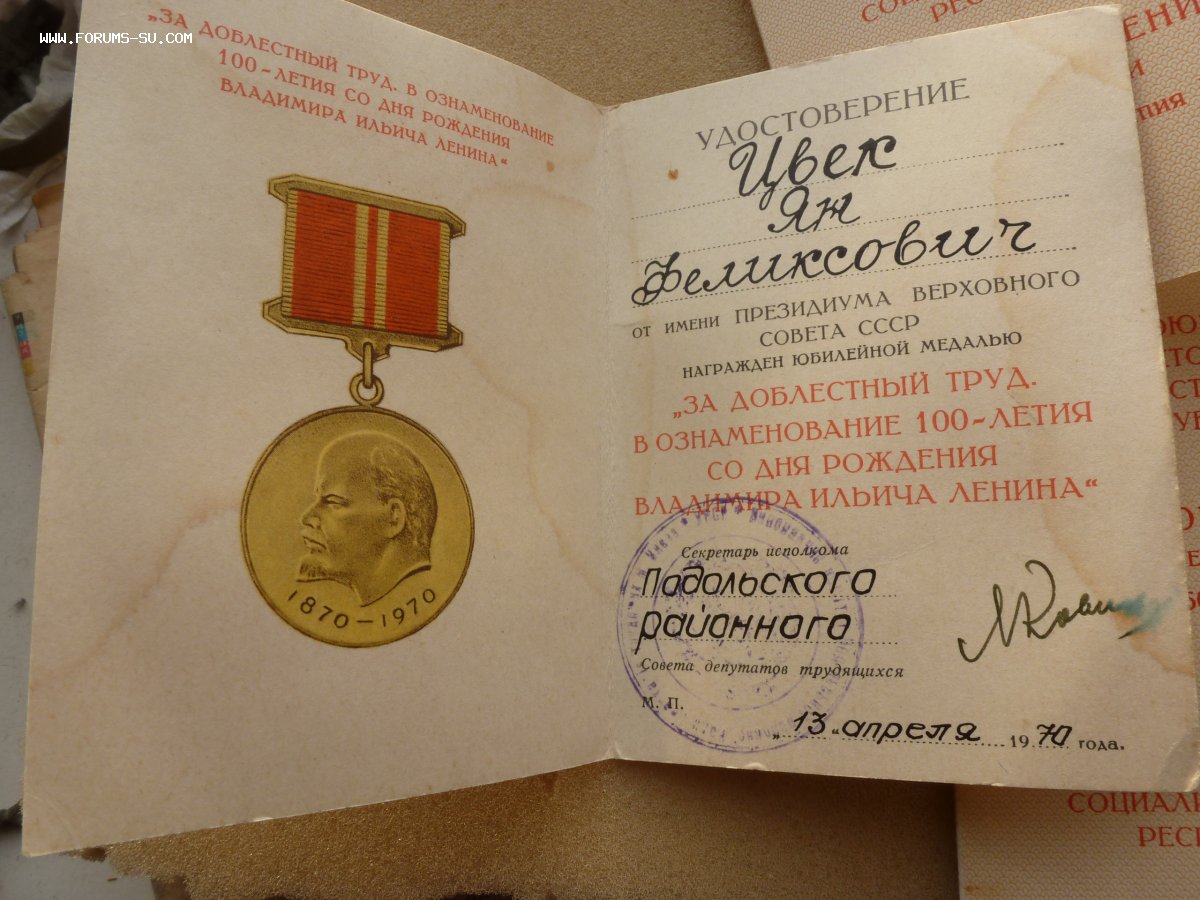 WWW.FORUMS-SU.COM
„ЗА ДОБЛЕСТНЫЙ ТРУД. В ОЗНАМЕНОВАНИЕ
100-ЛЕТИЯ СО ДНЯ РОЖДЕНИЯ
ВЛАДИМИРА ИЛЬИЧА ЛЕНИНА“
1870-1970
УДОСТОВЕРЕНИЕ
Цвек
Ян
Феликсович
ОТ ИМЕНИ ПРЕЗИДИУМА ВЕРХОВНОГО
СОВЕТА СССР
НАГРАЖДЕН ЮБИЛЕЙНОЙ МЕДАЛЬЮ
„ЗА ДОБЛЕСТНЫЙ ТРУД.
В ОЗНАМЕНОВАНИЕ 100-ЛЕТИЯ
СО ДНЯ РОЖДЕНИЯ
ВЛАДИМИРА ИЛЬИЧА ЛЕНИНА“
Секретарь исполкома
Подольского
районного
Совета депутатов трудящихся
М. П.
„13“ апреля 1970 года.
СОЦИАЛ
РЕСП